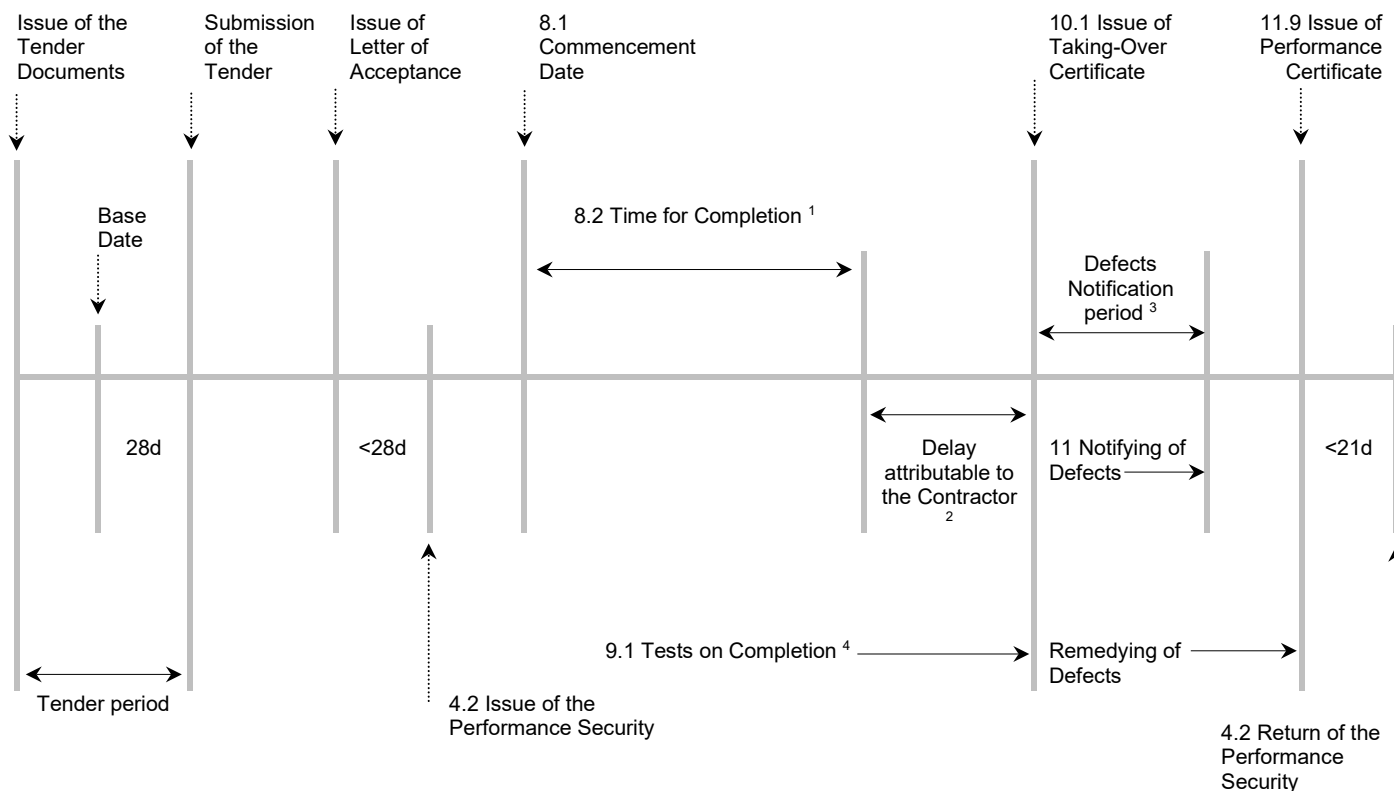 Issue of the
Tender
Documents
Submission
of the
Tender
Issue of
Letter of
Acceptance
8.1
Commencement
Date
10.1 Issue of
Taking-Over
Certificate
11.9 Issue of
Performance
Certificate
Base
Date
8.2 Time for Completion 1
Defects
Notification
period 3
28d
<28d
Delay
attributable to
the Contractor
2
11 Notifying of
Defects
<21d
9.1 Tests on Completion 4
Remedying of
Defects
Tender period
4.2 Issue of the
Performance Security
4.2 Return of the
Performance
Security